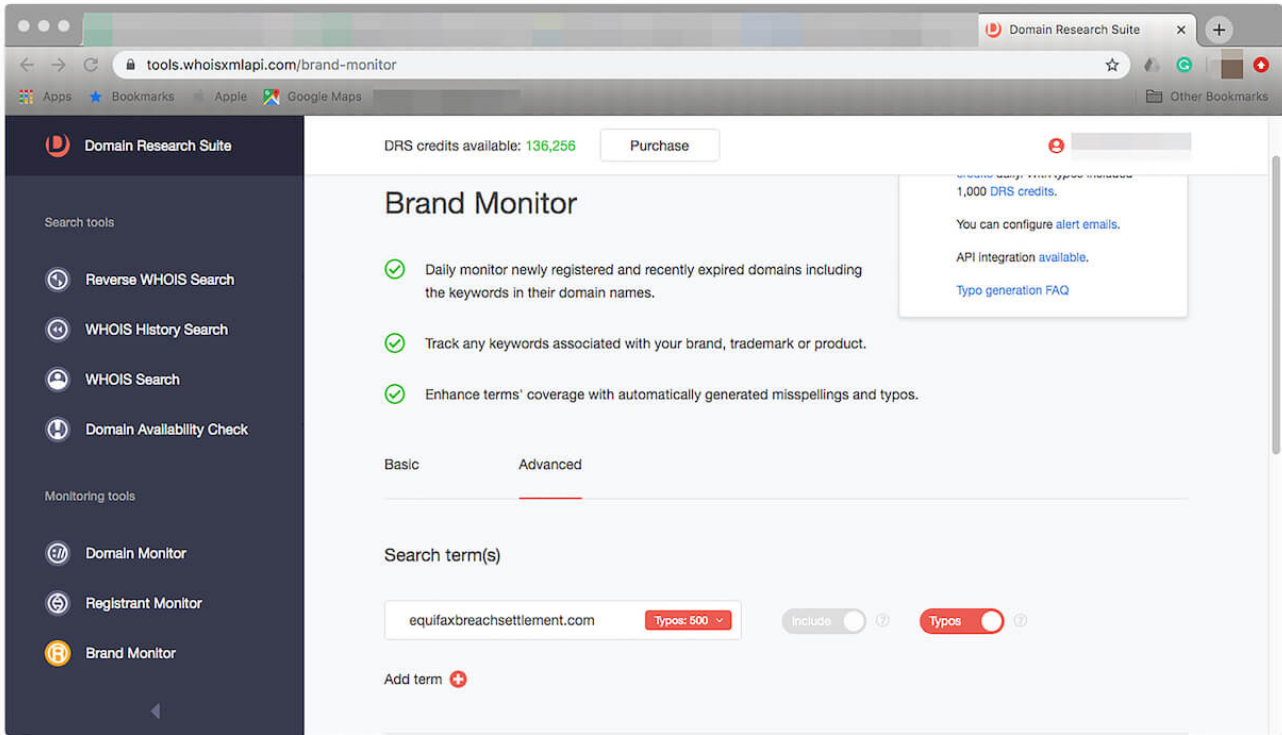 Domain Research Suite
tools.whoisxmlapi.com/brand-monitor
Apps
Bookmarks
Apple
Google Maps
Other Bookmarks
Domain Research Suite
Search tools
Reverse WHOIS Search
WHOIS History Search
WHOIS Search
Domain Availability Check
Monitoring tools
Domain Monitor
Registrant Monitor
Brand Monitor
DRS credits available: 136,256
Purchase
1,000 DRS credits.
You can configure alert emails.
API integration available.
Typo generation FAQ
Brand Monitor
Daily monitor newly registered and recently expired domains including
the keywords in their domain names.
Track any keywords associated with your brand, trademark or product.
Enhance terms' coverage with automatically generated misspellings and typos.
Basic
Advanced
Search term(s)
equifaxbreachsettlement.com
Typos: 500
Include
Typos
Add term